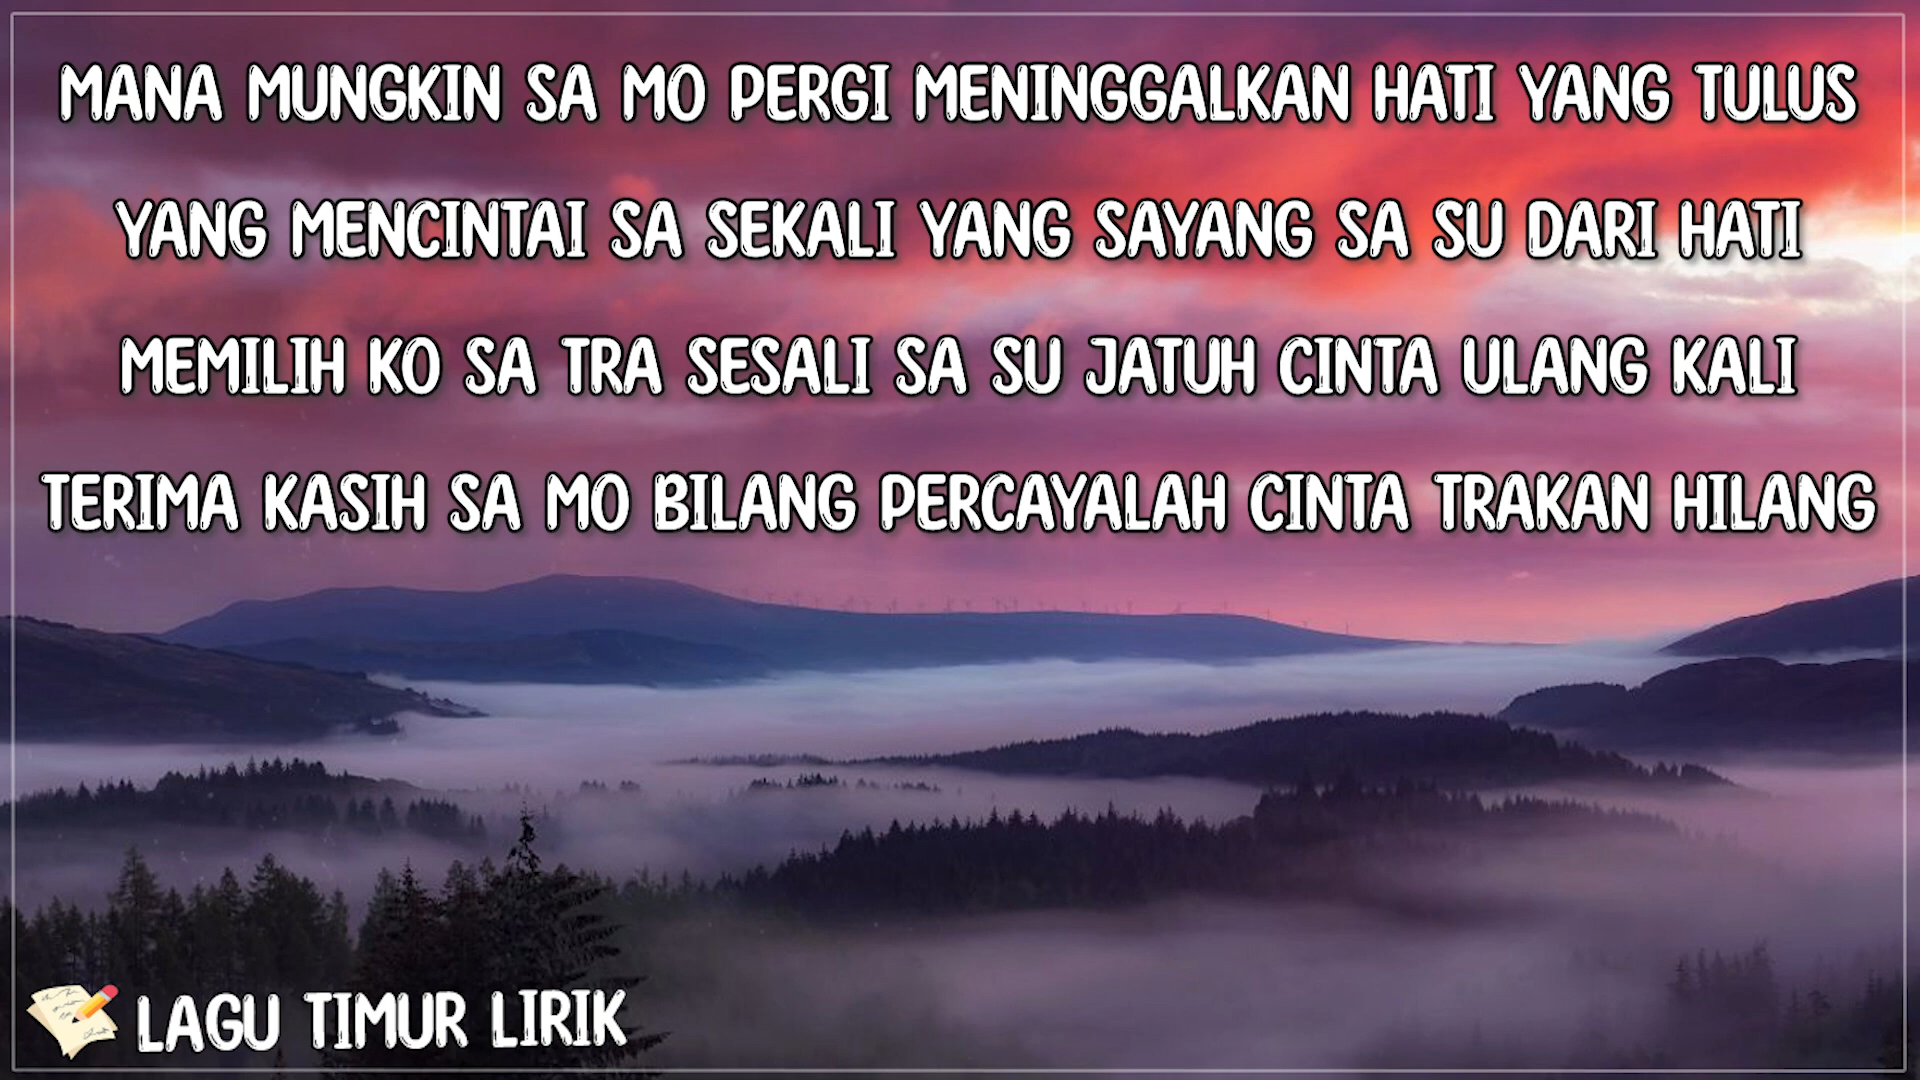 MANA MUNGKIN SA MO PERGI MENINGGALKAN HATI YANG TULUS
YANG MENCINTAI SA SEKALI YANG SAYANG SA SU DARI HATI
MEMILIH KO SA TRA SESALI SA SU JATUH CINTA ULANG KALI
TERIMA KASIH SA MO BILANG PERCAYALAH CINTA TRAKAN HILANG
LAGU TIMUR LIRIK